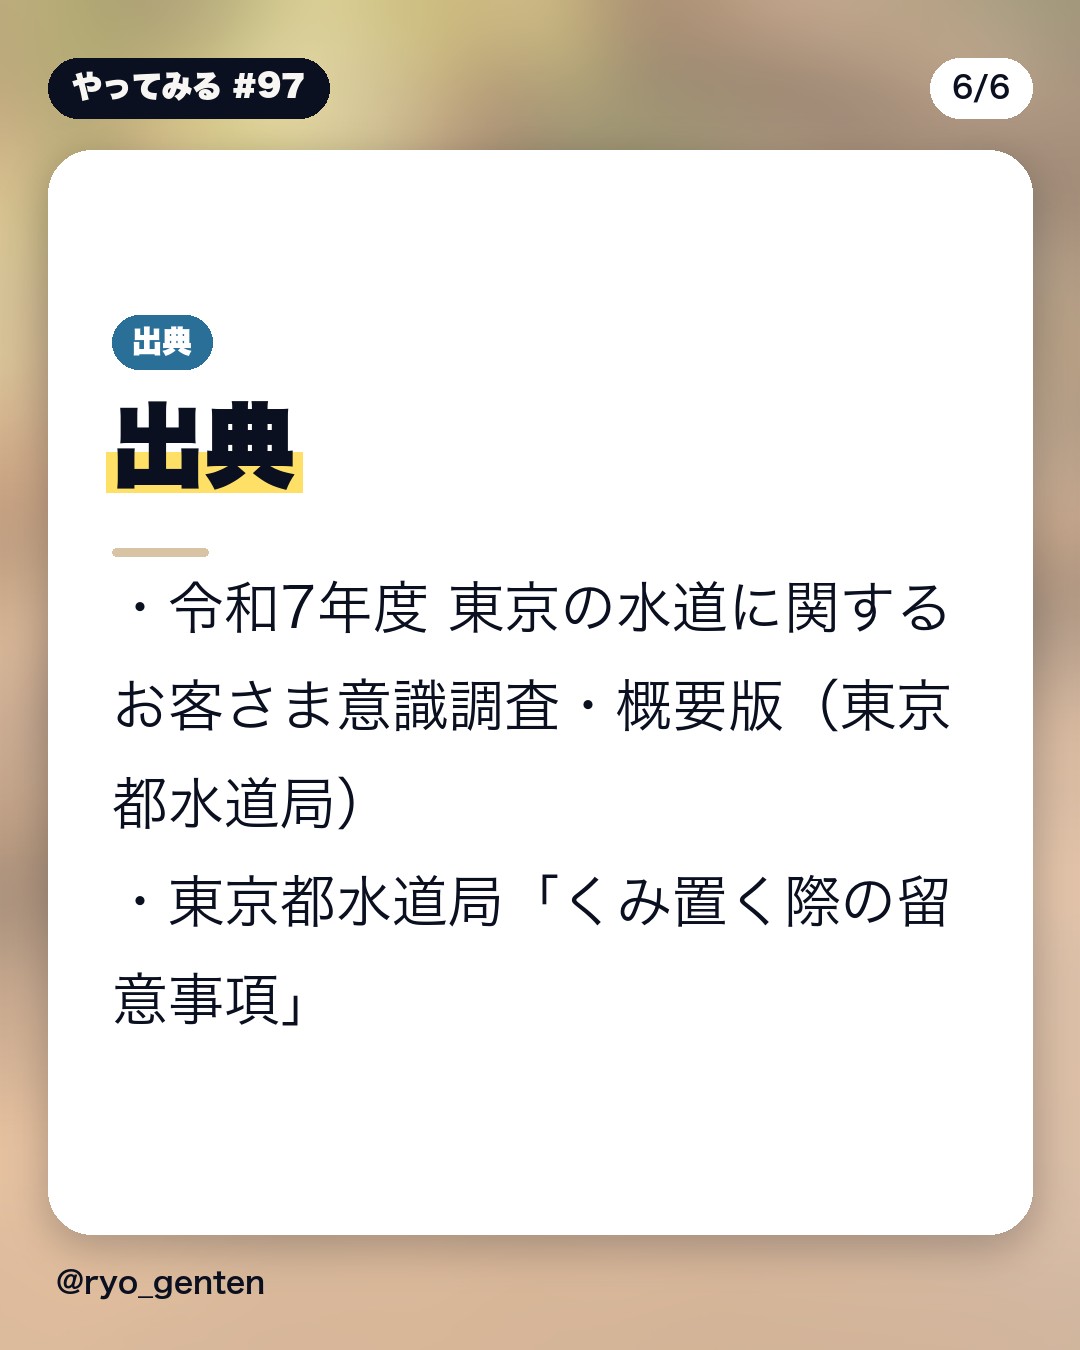 やってみる #97
6/6
出典
出典
・令和7年度 東京の水道に関する
お客さま意識調査・概要版（東京
都水道局）
・東京都水道局「くみ置く際の留
意事項」
@ryo_genten